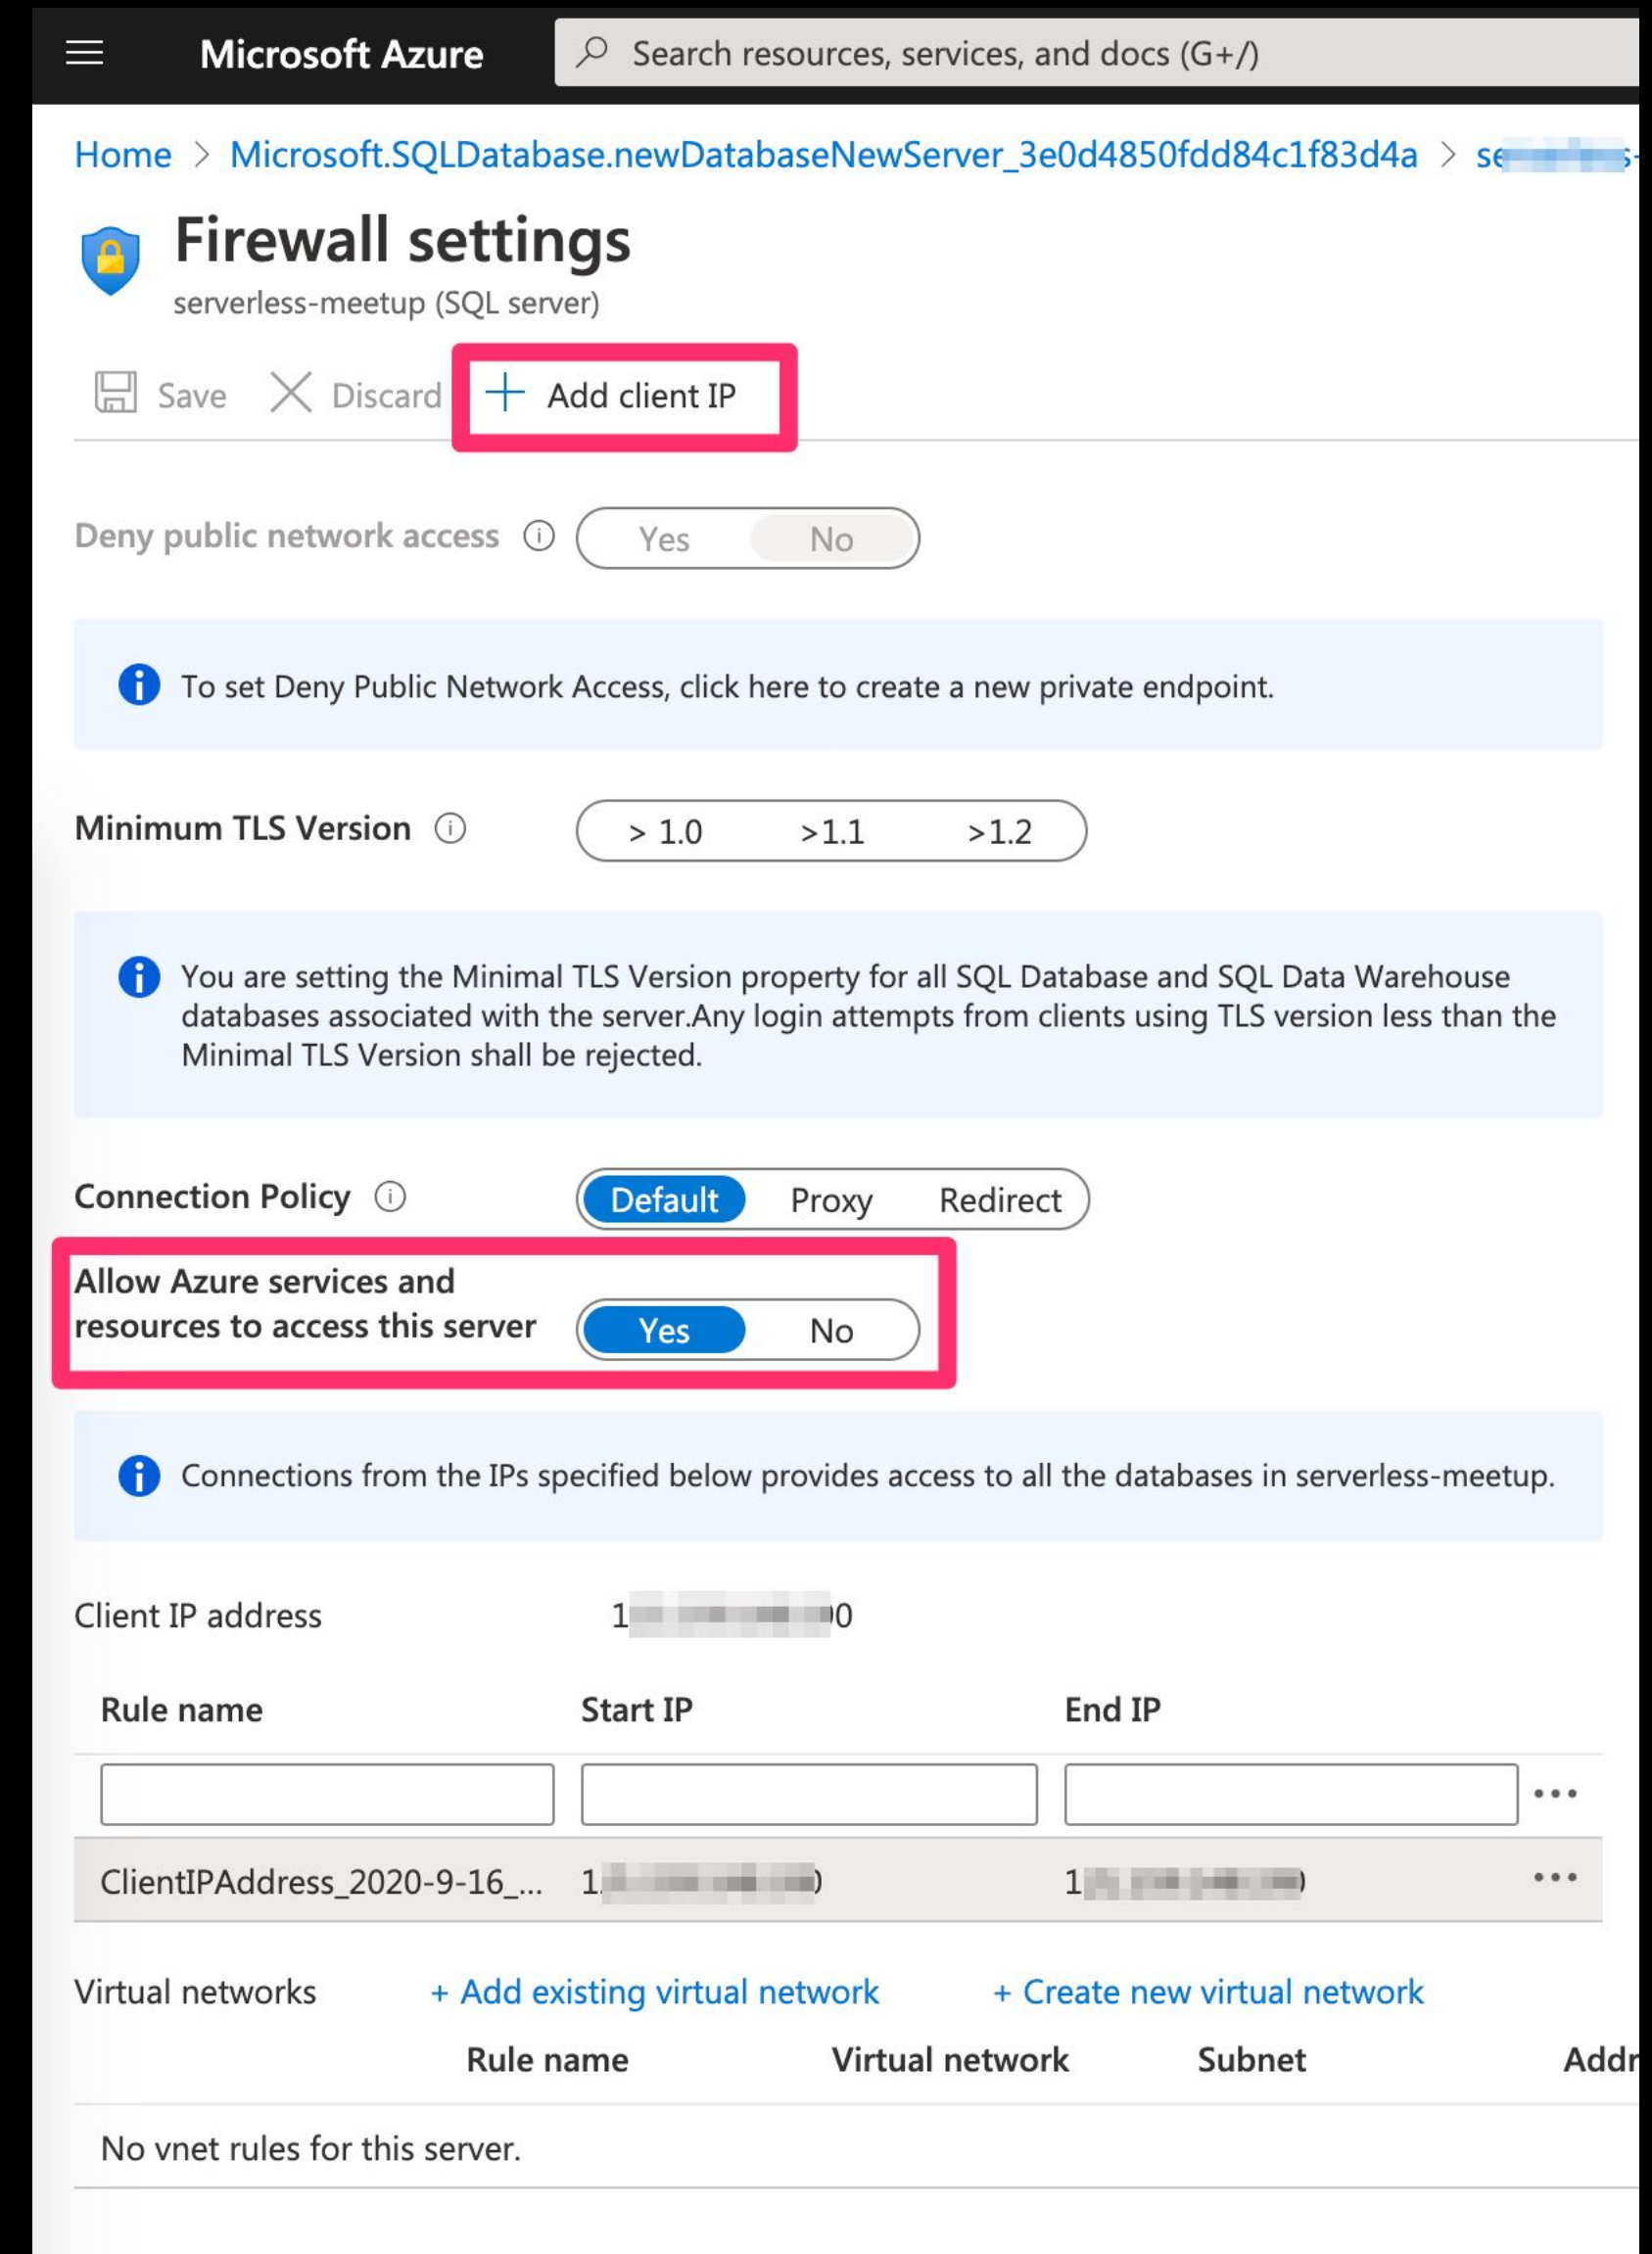 Microsoft Azure
Search resources, services, and docs (G+/)
Home > Microsoft.SQLDatabase.newDatabaseNewServer_3e0d4850fdd84c1f83d4a >
Firewall settings
serverless-meetup (SQL server)
Save Discard + Add client IP
Deny public network access Yes No
To set Deny Public Network Access, click here to create a new private endpoint.
Minimum TLS Version > 1.0 >1.1 >1.2
You are setting the Minimal TLS Version property for all SQL Database and SQL Data Warehouse
databases associated with the server.Any login attempts from clients using TLS version less than the
Minimal TLS Version shall be rejected.
Connection Policy Default Proxy Redirect
Allow Azure services and
resources to access this server Yes No
Connections from the IPs specified below provides access to all the databases in serverless-meetup.
Client IP address
Rule name Start IP End IP
ClientIPAddress_2020-9-16_...
Virtual networks + Add existing virtual network + Create new virtual network
Rule name Virtual network Subnet Addr
No vnet rules for this server.